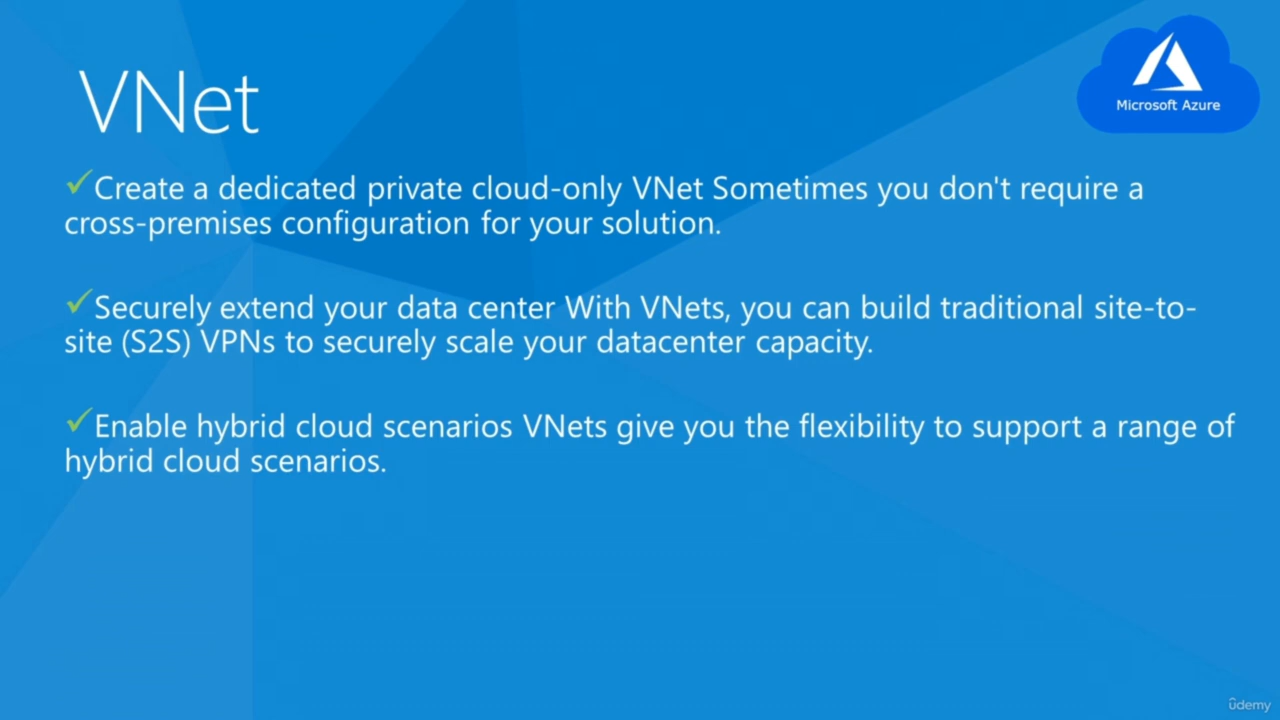 VNet
Microsoft Azure
✓Create a dedicated private cloud-only VNet Sometimes you don't require a
cross-premises configuration for your solution.
✓Securely extend your data center With VNets, you can build traditional site-to-
site (S2S) VPNs to securely scale your datacenter capacity.
✓Enable hybrid cloud scenarios VNets give you the flexibility to support a range of
hybrid cloud scenarios.
ûdemy